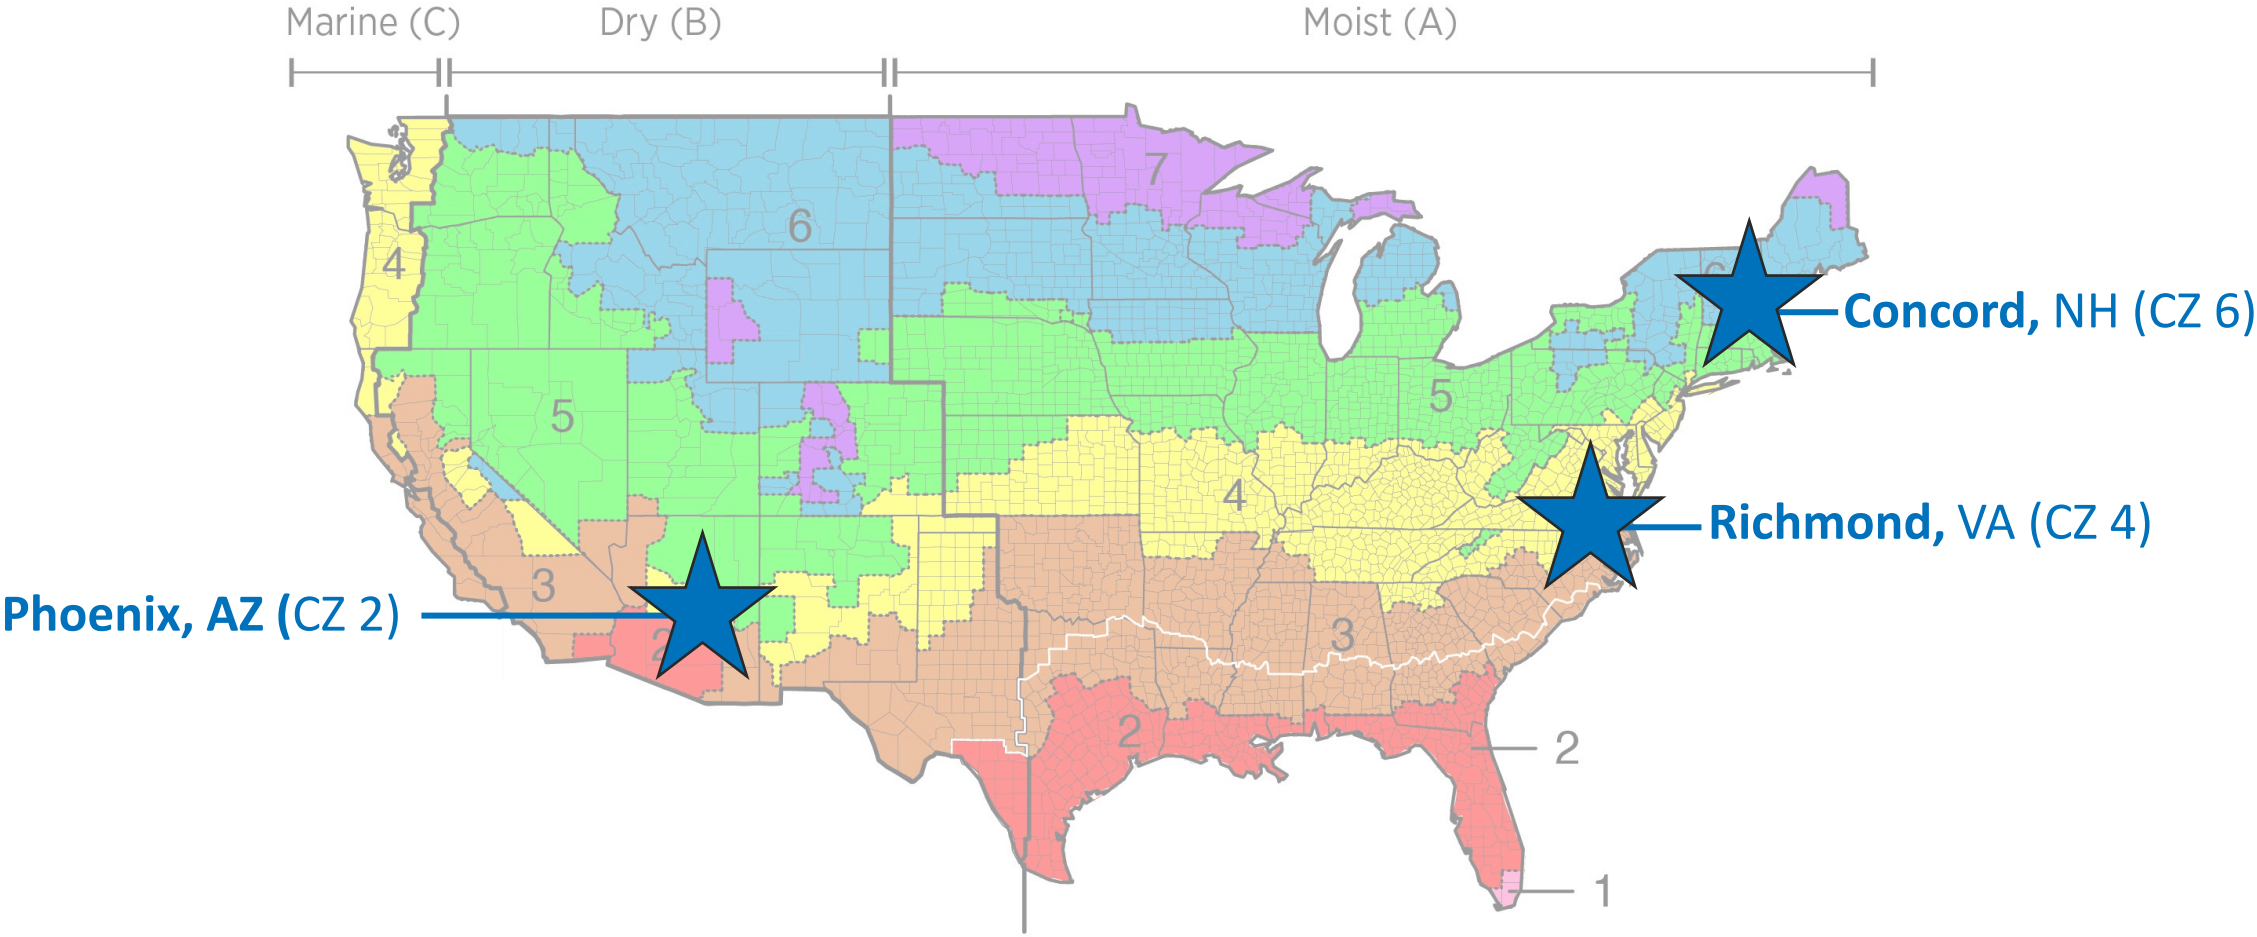 Marine (C)
Dry (B)
Moist (A)
7
6
4
6
Concord, NH (CZ 6)
5
5
4
Richmond, VA (CZ 4)
3
Phoenix, AZ (CZ 2)
3
2
2
2
1